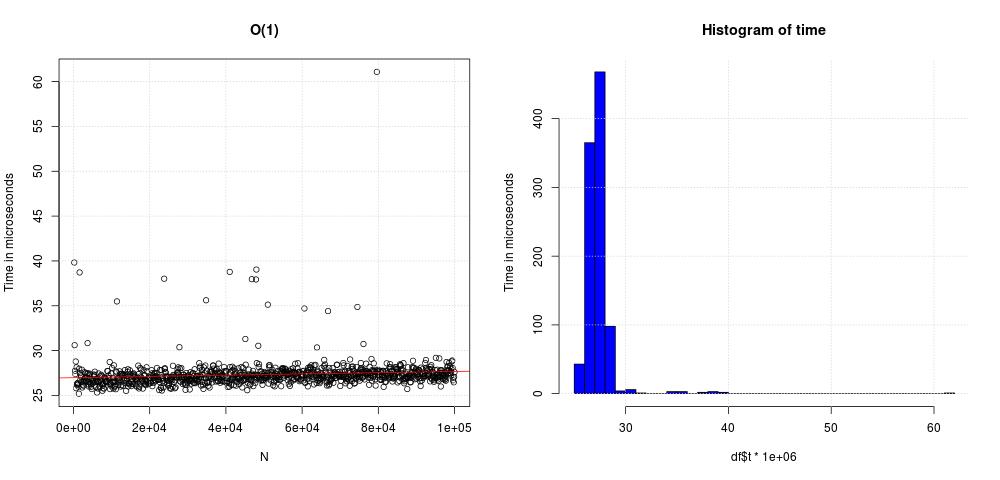 O(1)
Time in microseconds
60
55
50
45
40
35
30
25
0e+00 2e+04 4e+04 6e+04 8e+04 1e+05
N
Histogram of time
Time in microseconds
400
300
200
100
0
30 40 50 60
df$t * 1e+06